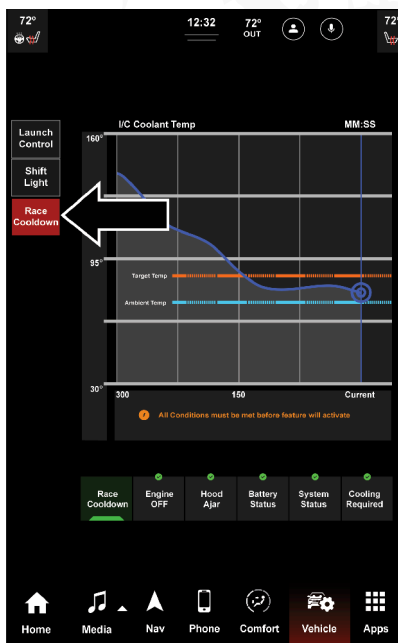 72°
12:32
72°
OUT
72°
Launch
Control
Shift
Light
Race
Cooldown
I/C Coolant Temp
MM:SS
160°
95°
Target Temp
Ambient Temp
30°
300
150
Current
All Conditions must be met before feature will activate
Race
Cooldown
Engine
OFF
Hood
Ajar
Battery
Status
System
Status
Cooling
Required
Home
Media
Nav
Phone
Comfort
Vehicle
Apps